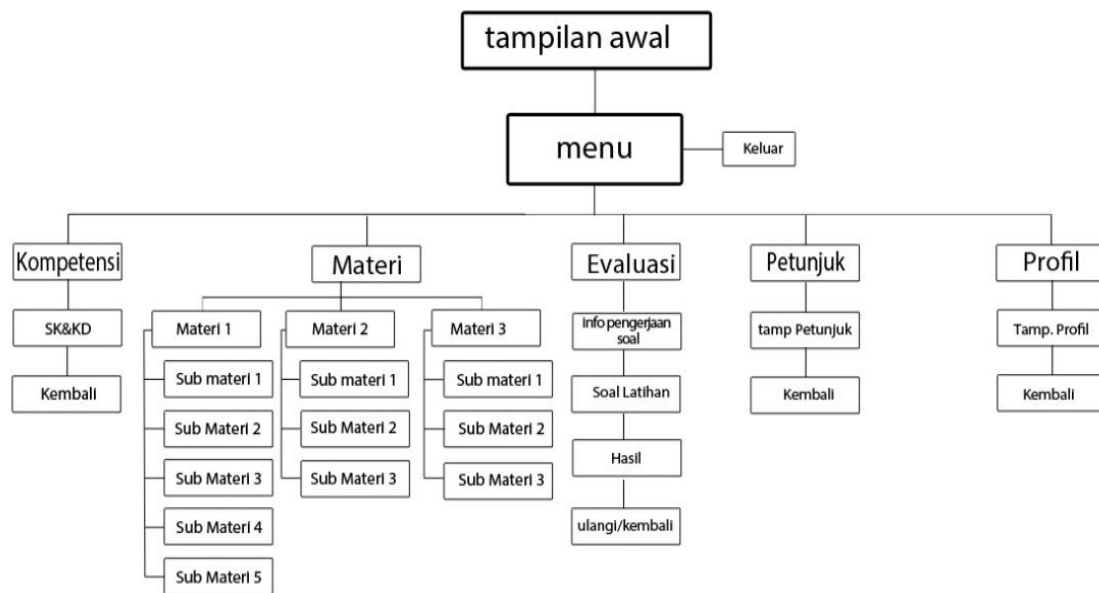 tampilan awal
menu
Keluar
Kompetensi
Materi
Evaluasi
Petunjuk
Profil
SK&KD
Materi 1
Materi 2
Materi 3
info pengerjaan
soal
tamp Petunjuk
Tamp. Profil
Kembali
Sub materi 1
Sub materi 1
Sub materi 1
Soal Latihan
Kembali
Kembali
Sub Materi 2
Sub Materi 2
Sub Materi 2
Hasil
Sub Materi 3
Sub Materi 3
Sub Materi 3
ulangi/kembali
Sub Materi 4
Sub Materi 5